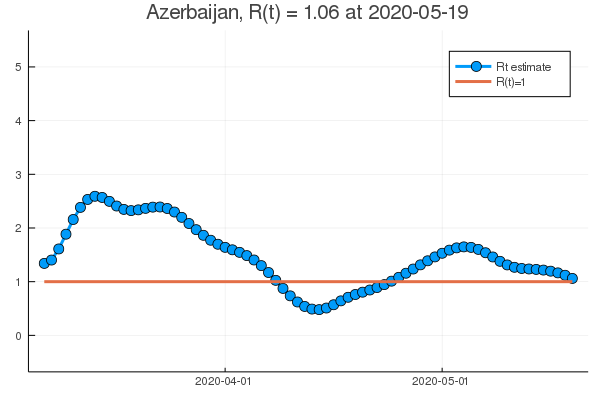 Azerbaijan, R(t) = 1.06 at 2020-05-19
5
4
3
2
1
0
Rt estimate
R(t)=1
2020-04-01
2020-05-01